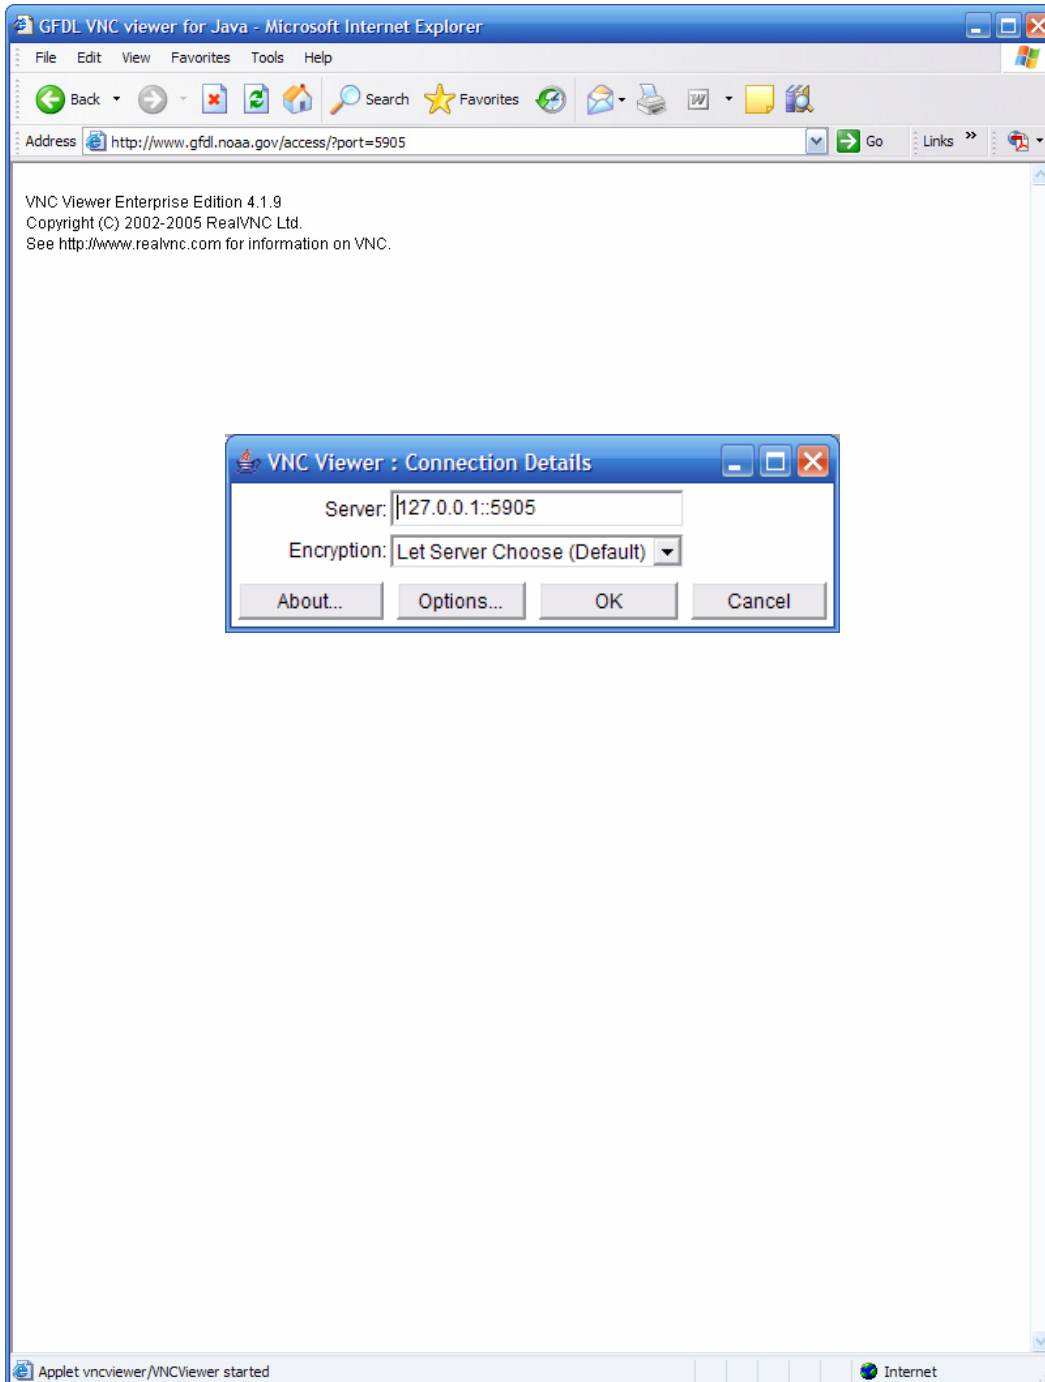 GFDL VNC viewer for Java - Microsoft Internet Explorer
File Edit View Favorites Tools Help
Back Search Favorites W
Address http://www.gfdl.noaa.gov/access/?port=5905 Go Links »
VNC Viewer Enterprise Edition 4.1.9
Copyright (C) 2002-2005 RealVNC Ltd.
See http://www.realvnc.com for information on VNC.
VNC Viewer : Connection Details
Server: 127.0.0.1::5905
Encryption: Let Server Choose (Default)
About... Options... OK Cancel
Applet vncviewer/VNCViewer started Internet